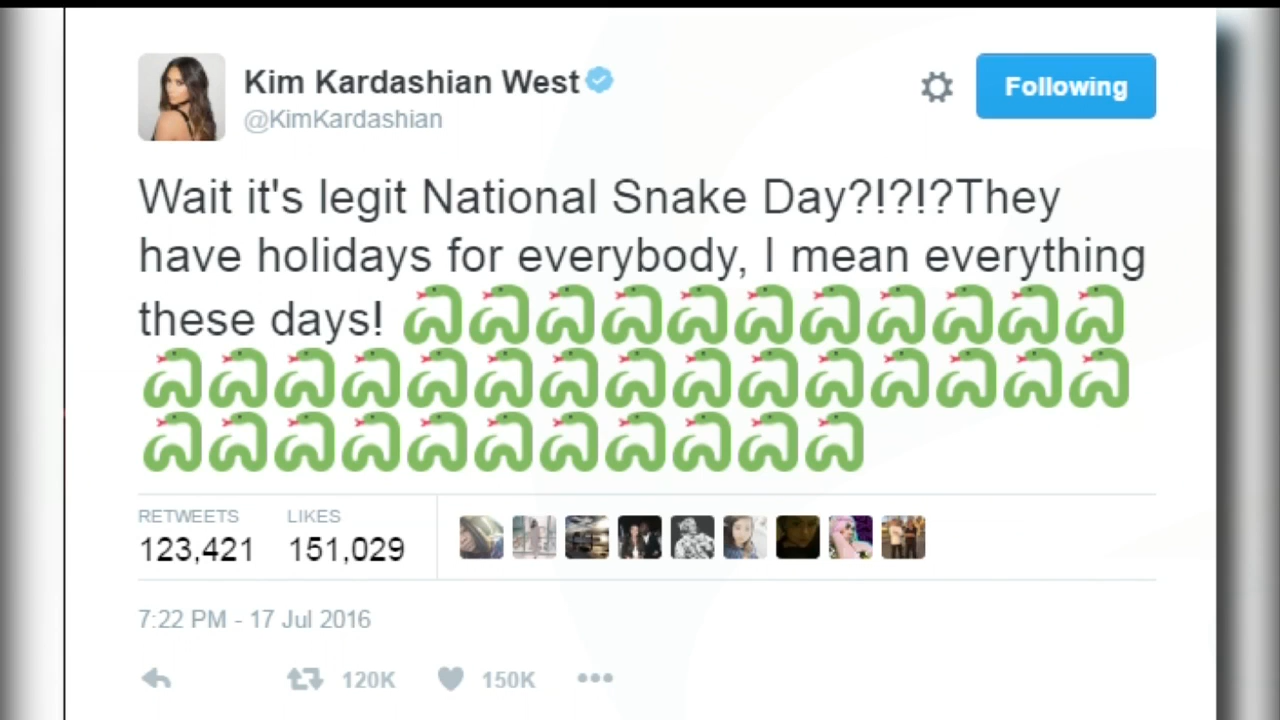 Kim Kardashian West
@KimKardashian
Following
Wait it's legit National Snake Day?!?!?They
have holidays for everybody, I mean everything
these days! 🐍🐍🐍🐍🐍🐍🐍🐍🐍🐍🐍
🐍🐍🐍🐍🐍🐍🐍🐍🐍🐍🐍🐍🐍🐍🐍
🐍🐍🐍🐍🐍🐍🐍🐍🐍🐍🐍
RETWEETS LIKES
123,421 151,029
7:22 PM - 17 Jul 2016
120K 150K